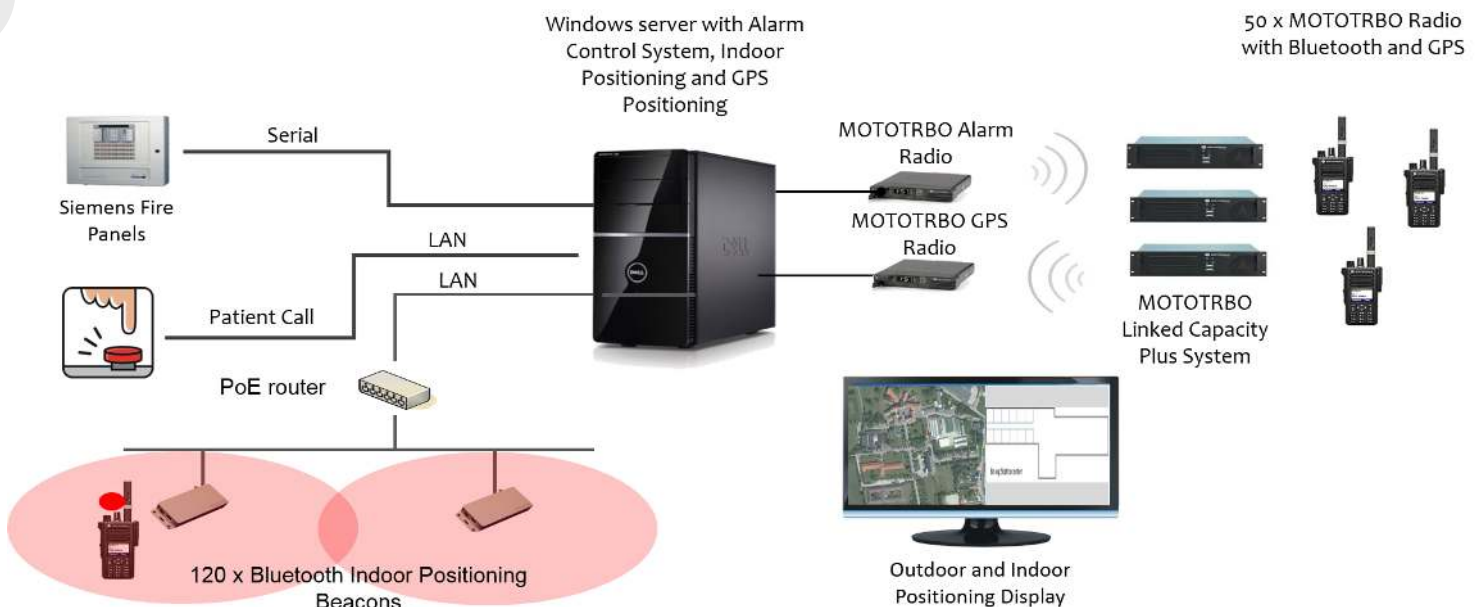 Windows server with Alarm
Control System, Indoor
Positioning and GPS
Positioning
50 x MOTOTRBO Radio
with Bluetooth and GPS
Serial
MOTOTRBO Alarm
Radio
Siemens Fire
Panels
LAN
MOTOTRBO GPS
Radio
LAN
DELL
DELL
Patient Call
MOTOTRBO
Linked Capacity
Plus System
PoE router
120 x Bluetooth Indoor Positioning
Beacons
Outdoor and Indoor
Positioning Display